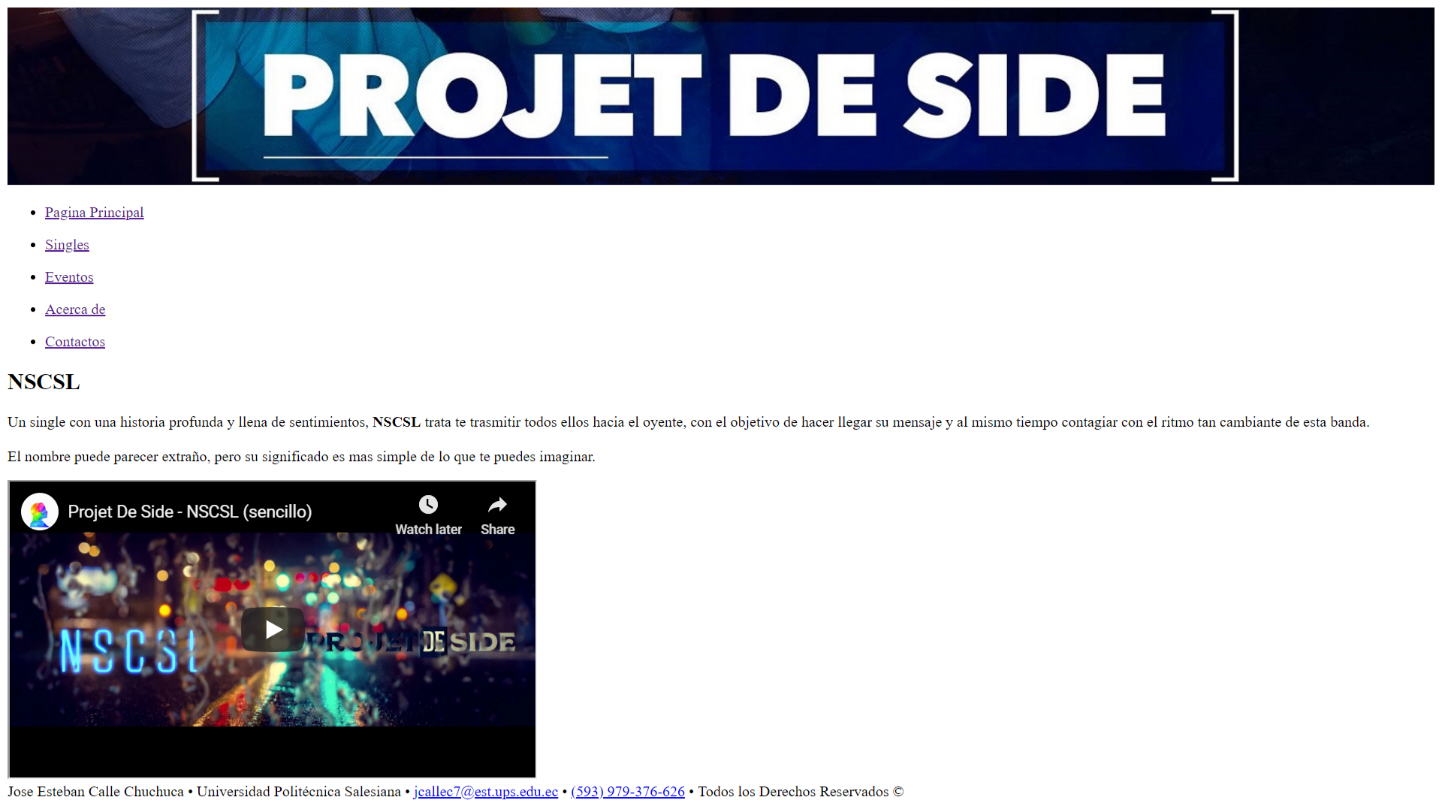 PROJET DE SIDE
Pagina Principal
Singles
Eventos
Acerca de
Contactos
NSCSL
Un single con una historia profunda y llena de sentimientos, NSCSL trata te trasmitir todos ellos hacia el oyente, con el objetivo de hacer llegar su mensaje y al mismo tiempo contagiar con el ritmo tan cambiante de esta banda.
El nombre puede parecer extraño, pero su significado es mas simple de lo que te puedes imaginar.
Projet De Side - NSCSL (sencillo)
Watch later
Share
NSCSL
PROJET DE SIDE
Jose Esteban Calle Chuchuca • Universidad Politécnica Salesiana • jcallec7@est.ups.edu.ec • (593) 979-376-626 • Todos los Derechos Reservados ©